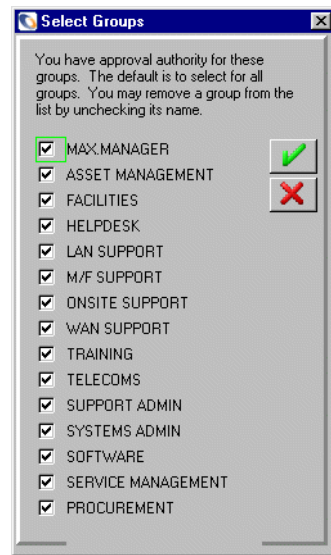 Select Groups
You have approval authority for these
groups. The default is to select for all
groups. You may remove a group from the
list by unchecking its name.
MAX.MANAGER
ASSET MANAGEMENT
FACILITIES
HELPDESK
LAN SUPPORT
M/F SUPPORT
ONSITE SUPPORT
WAN SUPPORT
TRAINING
TELECOMS
SUPPORT ADMIN
SYSTEMS ADMIN
SOFTWARE
SERVICE MANAGEMENT
PROCUREMENT